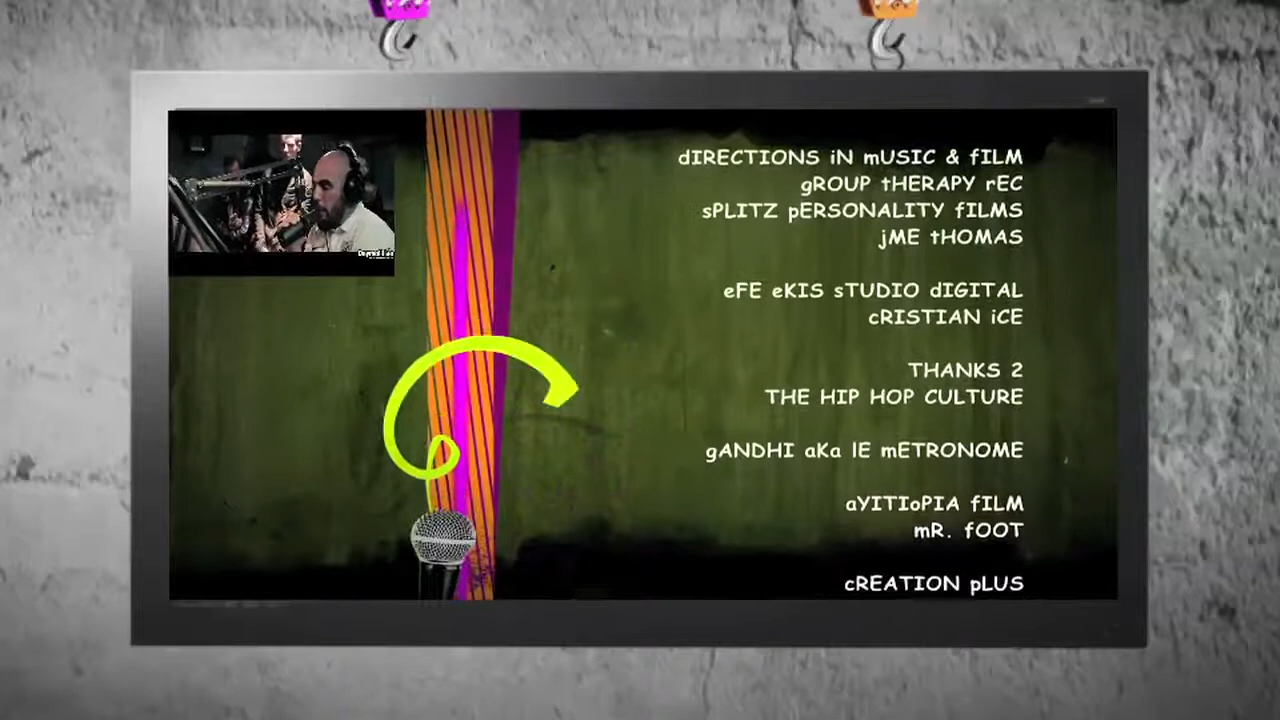 dIRECTIONS iN mUSIC & fILM
gROUP tHERAPY rEC
sPLITZ pERSONALITY fILMS
jME tHOMAS
eFE eKIS sTUDIO dIGITAL
cRISTIAN iCE
THANKS 2
THE HIP HOP CULTURE
gANDHI aKa lE mETRONOME
aYITIoPIA fILM
mR. fOOT
cREATION pLUS